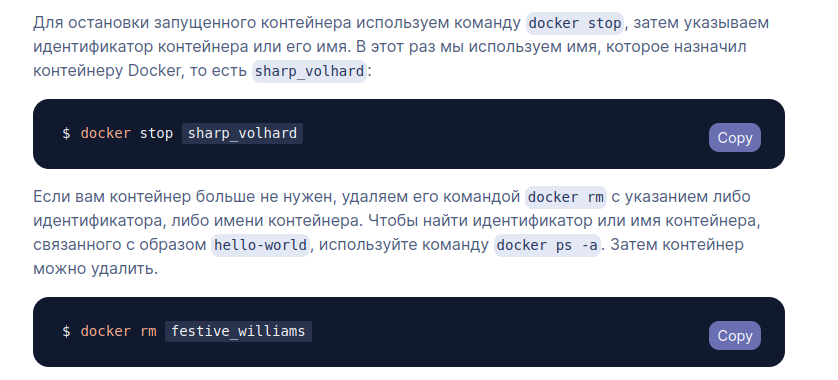 Для остановки запущенного контейнера используем команду docker stop, затем указываем
идентификатор контейнера или его имя. В этот раз мы используем имя, которое назначил
контейнеру Docker, то есть sharp_volhard:
$ docker stop sharp_volhard
Copy
Если вам контейнер больше не нужен, удаляем его командой docker rm с указанием либо
идентификатора, либо имени контейнера. Чтобы найти идентификатор или имя контейнера,
связанного с образом hello-world, используйте команду docker ps -a. Затем контейнер
можно удалить.
$ docker rm festive_williams
Copy